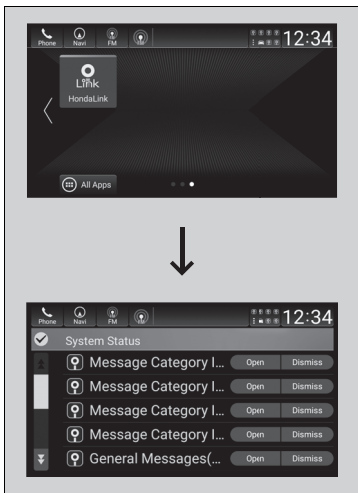 Phone Navi FM 12:34
Link
HondaLink
All Apps
Phone Navi FM 12:34
System Status
Message Category I... Open Dismiss
Message Category I... Open Dismiss
Message Category I... Open Dismiss
Message Category I... Open Dismiss
General Messages(... Open Dismiss